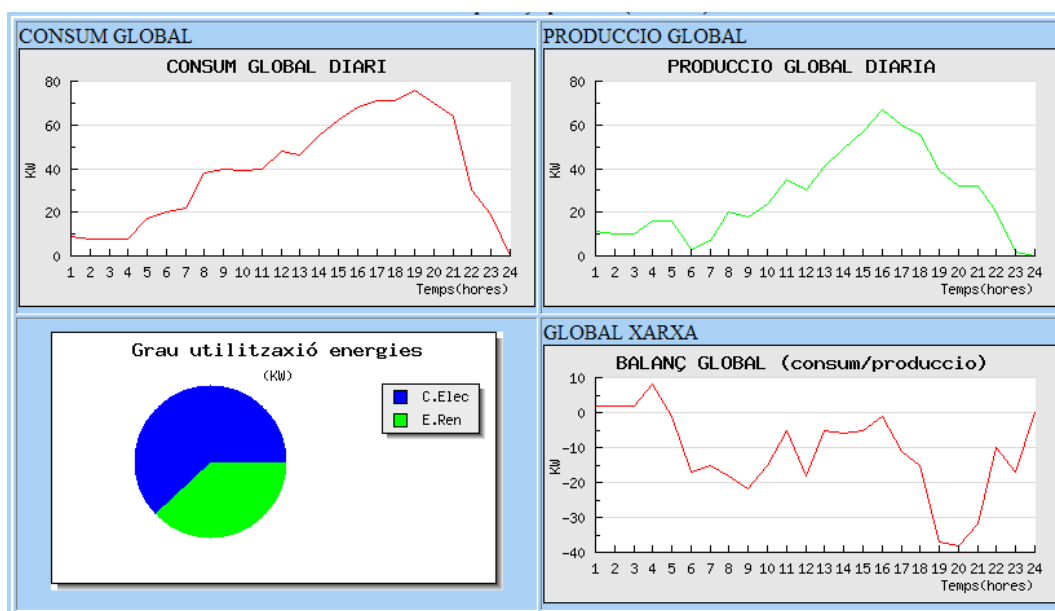 CONSUM GLOBAL
CONSUM GLOBAL DIARI
80
60
40
20
0
KW
1 2 3 4 5 6 7 8 9 10 11 12 13 14 15 16 17 18 19 20 21 22 23 24
Temps(hores)
PRODUCCIO GLOBAL
PRODUCCIO GLOBAL DIARIA
80
60
40
20
0
KW
1 2 3 4 5 6 7 8 9 10 11 12 13 14 15 16 17 18 19 20 21 22 23 24
Temps(hores)
Grau utilitzaxió energies
(KW)
C.Elec
E.Ren
GLOBAL XARXA
BALANÇ GLOBAL (consum/produccio)
10
0
-10
-20
-30
-40
KW
1 2 3 4 5 6 7 8 9 10 11 12 13 14 15 16 17 18 19 20 21 22 23 24
Temps(hores)